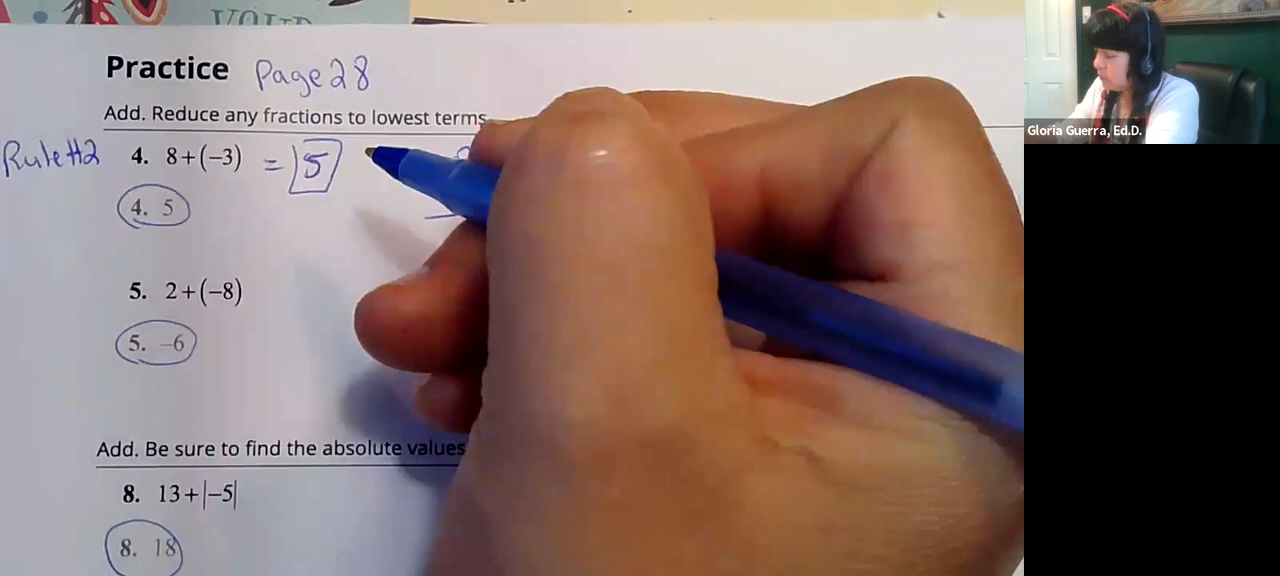 Practice Page 28
Add. Reduce any fractions to lowest terms.
Rule #2 4. 8+(−3) = 5
4. 5
5. 2+(−8)
5. −6
Add. Be sure to find the absolute values
8. 13+|−5|
8. 18
Gloria Guerra, Ed.D.